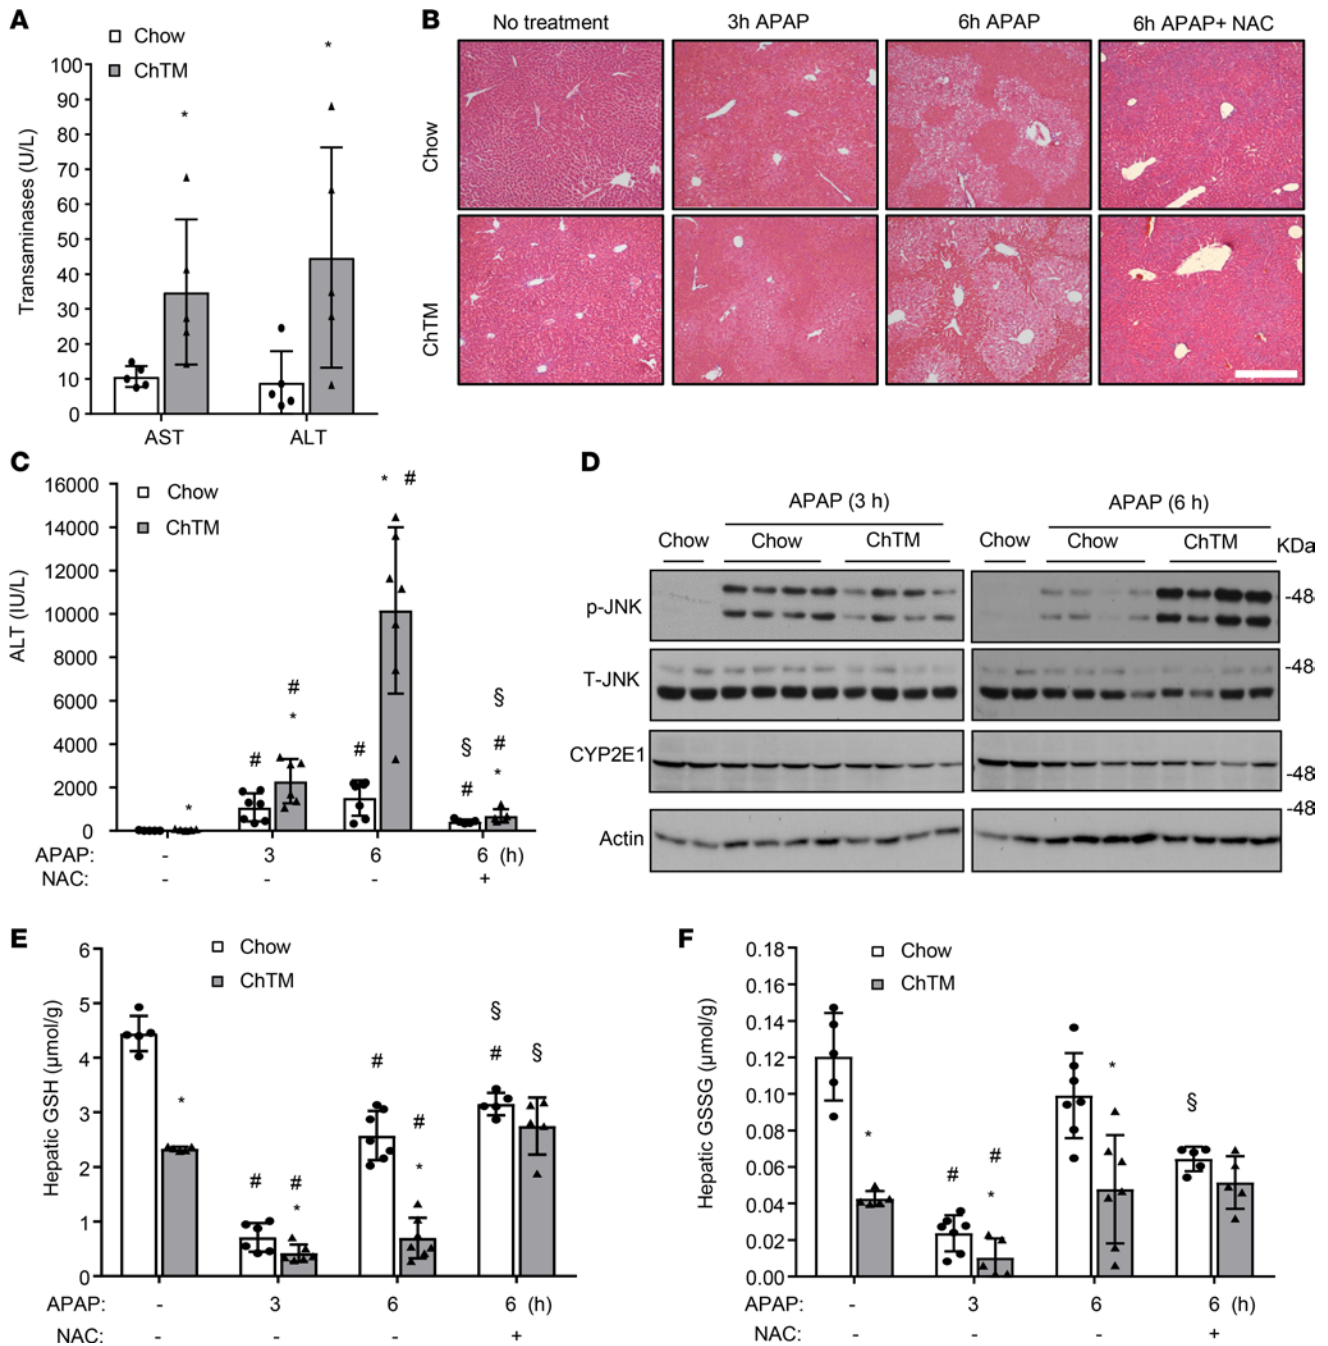 A
Chow
ChTM
*
*
Transaminases (U/L)
100
90
80
70
60
50
40
30
20
10
0
AST ALT
B
No treatment 3h APAP 6h APAP 6h APAP+ NAC
Chow
ChTM
C
Chow
ChTM
ALT (IU/L)
16000
14000
12000
10000
8000
6000
4000
2000
0
*
#
#
*
#
* #
§
#
§
#
*
APAP: - 3 6 6 (h)
NAC: - - - +
D
APAP (3 h) APAP (6 h)
Chow Chow ChTM Chow Chow ChTM KDa
p-JNK -48
T-JNK -48
CYP2E1 -48
-48
Actin
E
Chow
ChTM
Hepatic GSH (µmol/g)
6
5
4
3
2
1
0
*
#
#
*
#
#
*
§
#
§
APAP: - 3 6 6 (h)
NAC: - - - +
F
Chow
ChTM
Hepatic GSSG (µmol/g)
0.18
0.16
0.14
0.12
0.10
0.08
0.06
0.04
0.02
0.00
*
#
#
*
*
§
APAP: - 3 6 6 (h)
NAC: - - - +